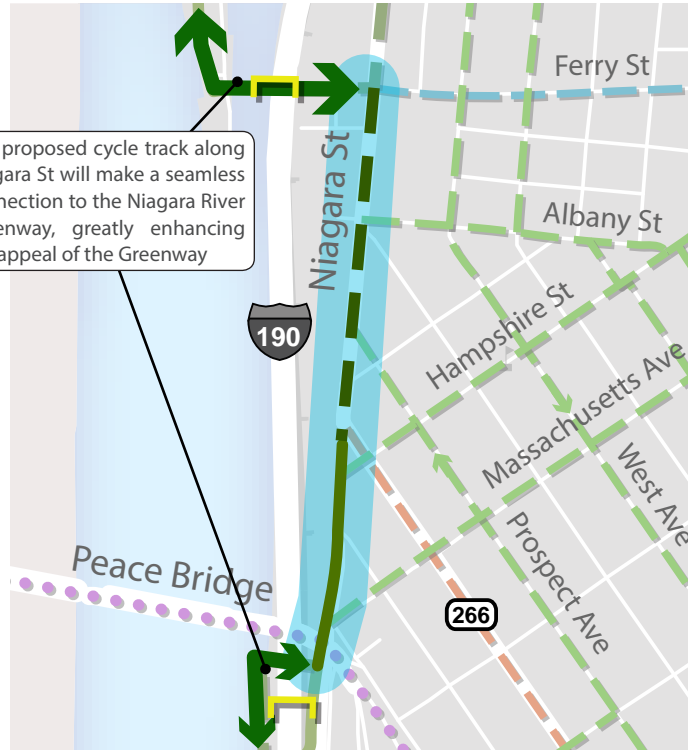 Ferry St
proposed cycle track along
gara St will make a seamless
nection to the Niagara River
enway, greatly enhancing
appeal of the Greenway
Niagara St
Albany St
190
Hampshire St
Massachusetts Ave
West Ave
Peace Bridge
Prospect Ave
266